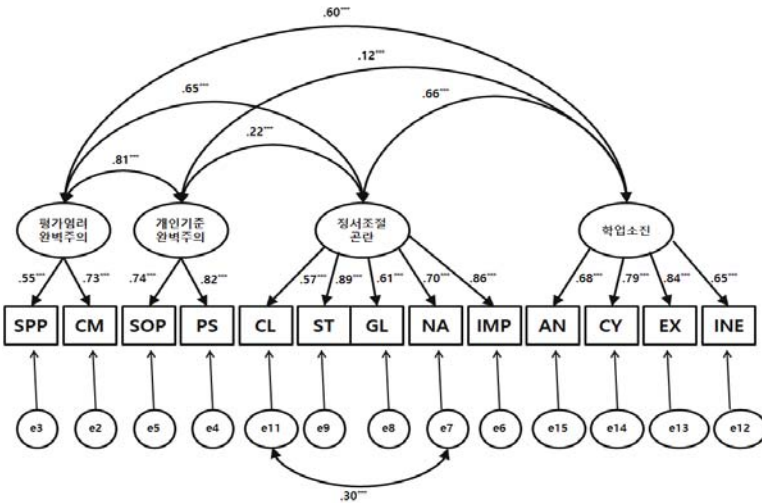 .60***
.12***
.65***
.66***
.22***
.81***
평가염려
완벽주의
개인기준
완벽주의
정서조절
곤란
학업소진
.55*** .73*** .74*** .82*** .57*** .89*** .61*** .70*** .86*** .68*** .79*** .84*** .65***
SPP CM SOP PS CL ST GL NA IMP AN CY EX INE
e3 e2 e5 e4 e11 e9 e8 e7 e6 e15 e14 e13 e12
.30***